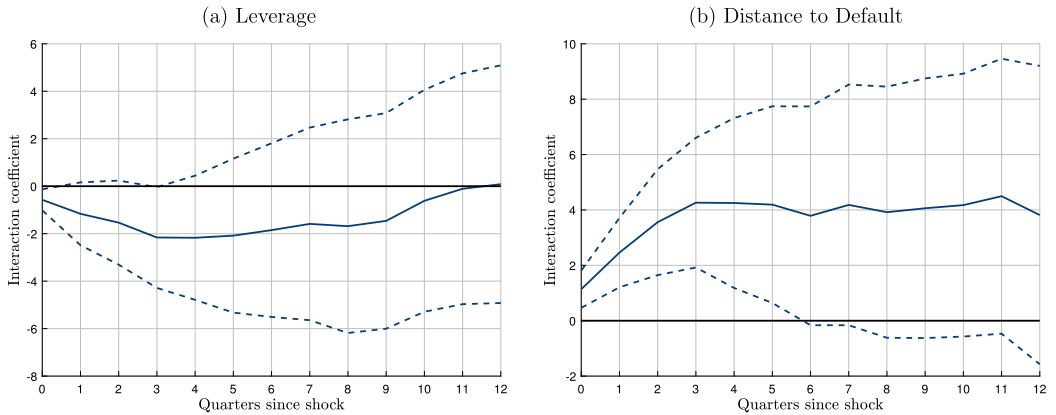 (a) Leverage
6
4
2
0
-2
-4
-6
-8
Interaction coefficient
0 1 2 3 4 5 6 7 8 9 10 11 12
Quarters since shock
(b) Distance to Default
10
8
6
4
2
0
-2
Interaction coefficient
0 1 2 3 4 5 6 7 8 9 10 11 12
Quarters since shock